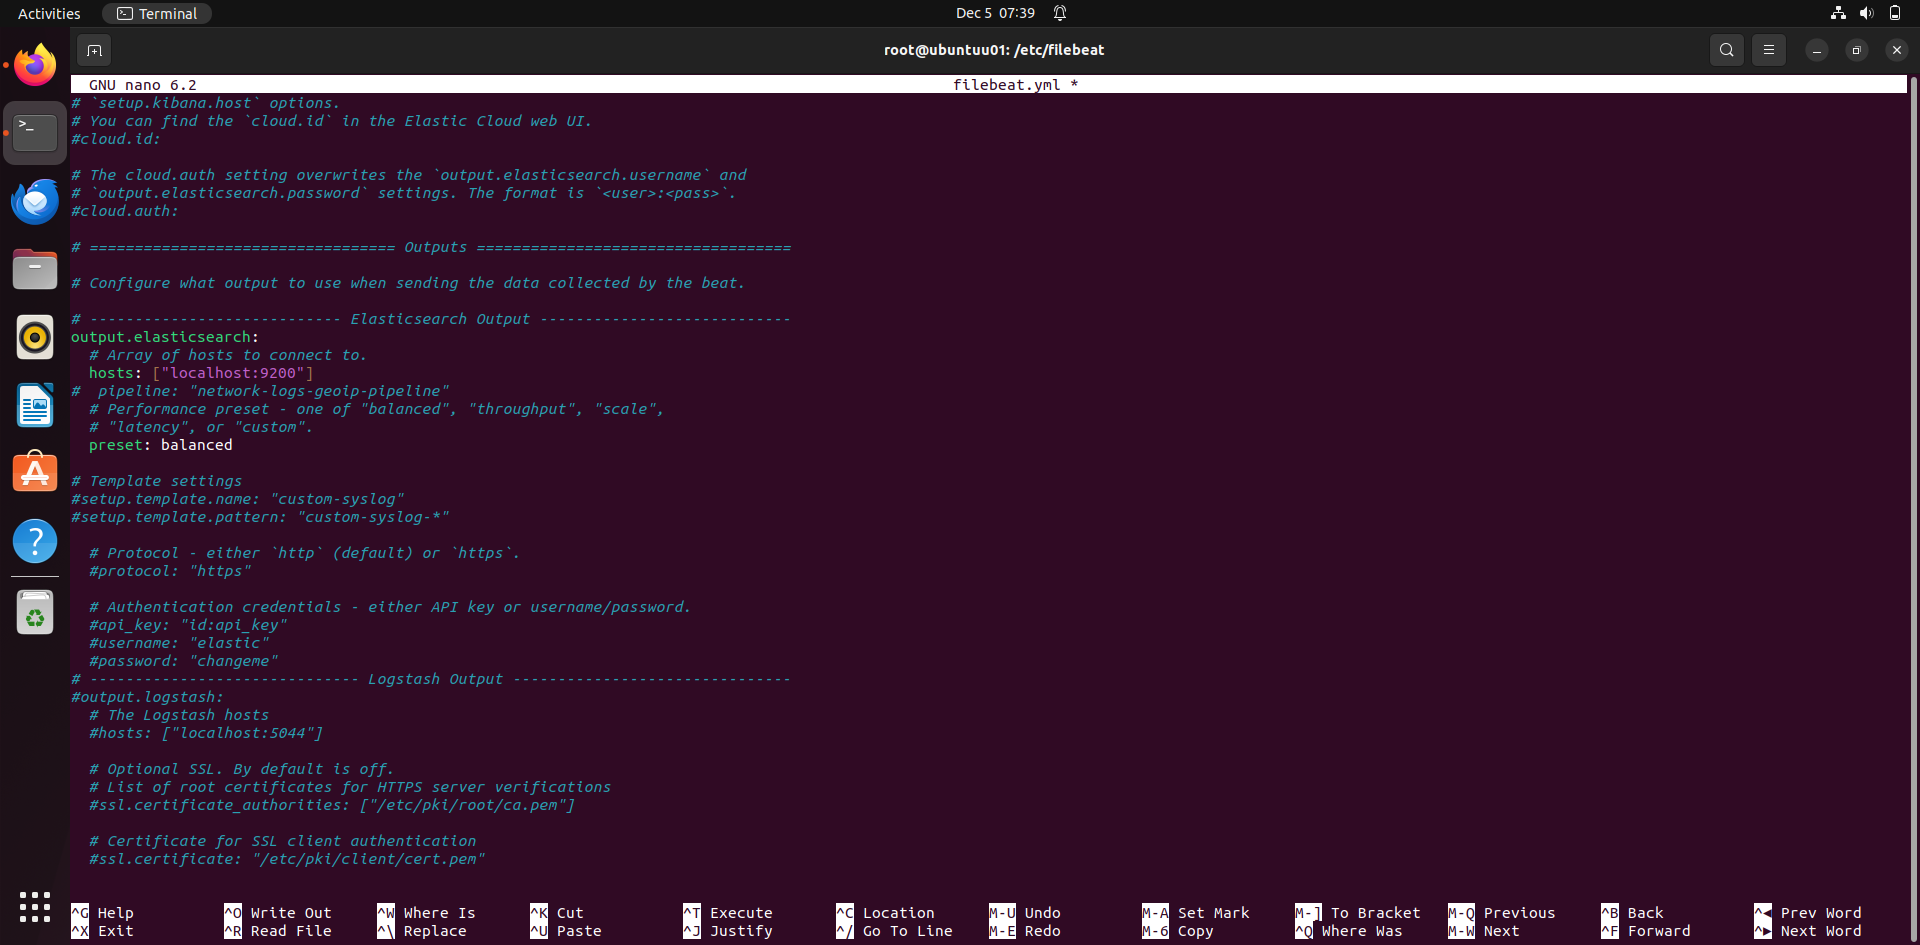 Activities
Terminal
Dec 5 07:39
root@ubuntuu01: /etc/filebeat
GNU nano 6.2 filebeat.yml *
# `setup.kibana.host` options.
# You can find the `cloud.id` in the Elastic Cloud web UI.
#cloud.id:
# The cloud.auth setting overwrites the `output.elasticsearch.username` and
# `output.elasticsearch.password` settings. The format is `<user>:<pass>`.
#cloud.auth:
# ================================== Outputs ===================================
# Configure what output to use when sending the data collected by the beat.
# ---------------------------- Elasticsearch Output ----------------------------
output.elasticsearch:
# Array of hosts to connect to.
hosts: ["localhost:9200"]
#  pipeline: "network-logs-geoip-pipeline"
# Performance preset - one of "balanced", "throughput", "scale",
# "latency", or "custom".
preset: balanced
# Template settings
#setup.template.name: "custom-syslog"
#setup.template.pattern: "custom-syslog-*"
# Protocol - either `http` (default) or `https`.
#protocol: "https"
# Authentication credentials - either API key or username/password.
#api_key: "id:api_key"
#username: "elastic"
#password: "changeme"
# ------------------------------ Logstash Output -------------------------------
#output.logstash:
# The Logstash hosts
#hosts: ["localhost:5044"]
# Optional SSL. By default is off.
# List of root certificates for HTTPS server verifications
#ssl.certificate_authorities: ["/etc/pki/root/ca.pem"]
# Certificate for SSL client authentication
#ssl.certificate: "/etc/pki/client/cert.pem"
^G Help ^O Write Out ^W Where Is ^K Cut ^T Execute ^C Location M-U Undo M-A Set Mark M-] To Bracket M-Q Previous ^B Back ^◀ Prev Word
^X Exit ^R Read File ^\ Replace ^U Paste ^J Justify ^/ Go To Line M-E Redo M-6 Copy ^Q Where Was M-W Next ^F Forward ^▶ Next Word